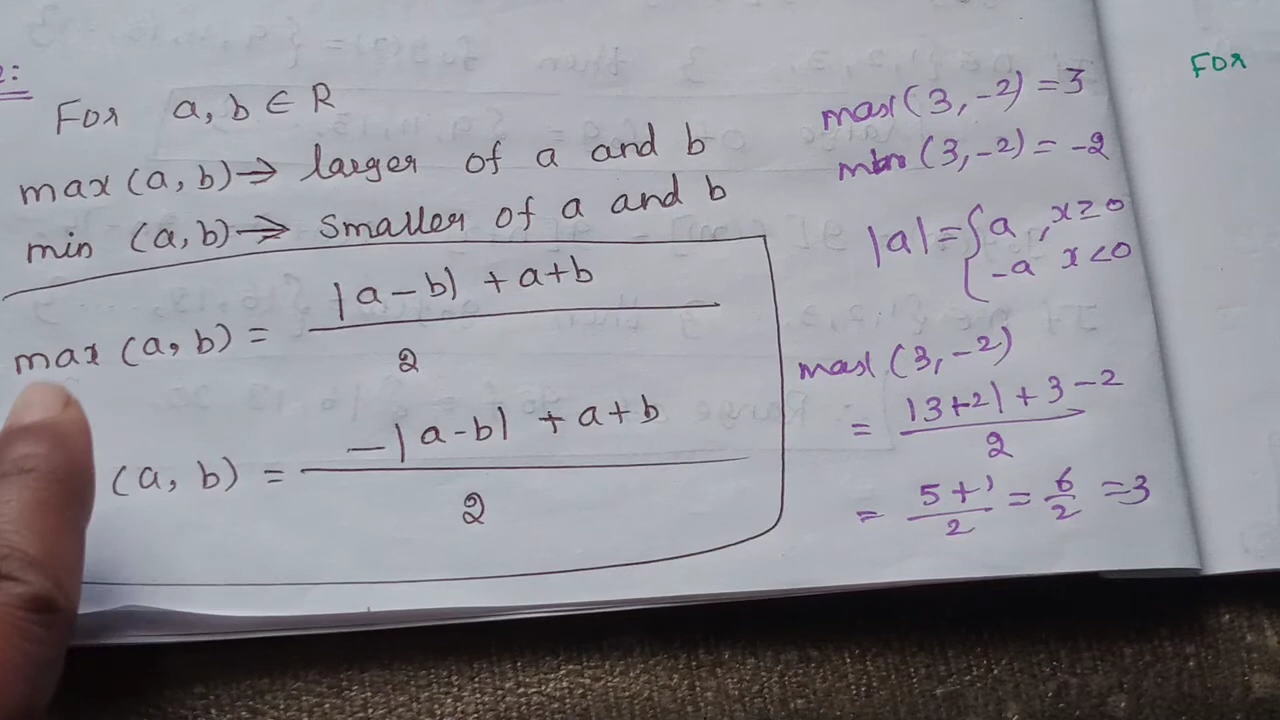 For a, b ∈ R
max (a, b) → larger of a and b
min (a, b) → smaller of a and b
max (a, b) = |a-b| + a+b / 2
(a, b) = -|a-b| + a+b / 2
max (3, -2) = 3
min (3, -2) = -2
|a| = { a , x≥0
-a x<0
max (3, -2)
= |3+2| + 3-2 / 2
= 5+1 / 2 = 6/2 = 3
For